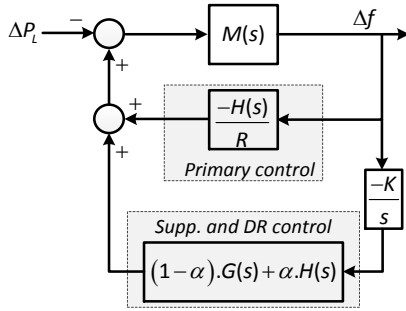 ΔP_L
−
+
M(s)
Δf
+
+
−H(s)
R
Primary control
−K
s
Supp. and DR control
(1−α).G(s)+α.H(s)